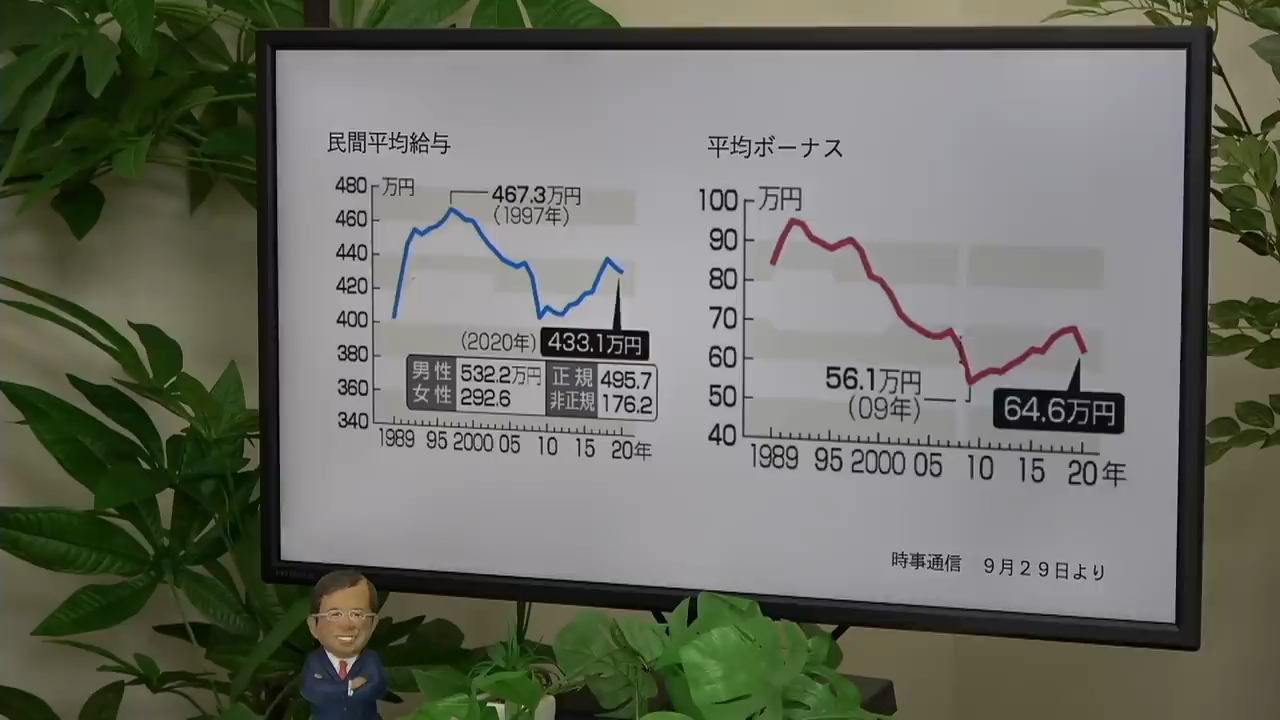 民間平均給与
480 万円
460
440
420
400
380
360
340
467.3万円
(1997年)
(2020年) 433.1万円
男性 532.2万円 正規 495.7
女性 292.6 非正規 176.2
1989 95 2000 05 10 15 20年
平均ボーナス
100 万円
90
80
70
60
50
40
56.1万円
(09年)
64.6万円
1989 95 2000 05 10 15 20年
時事通信 9月29日より